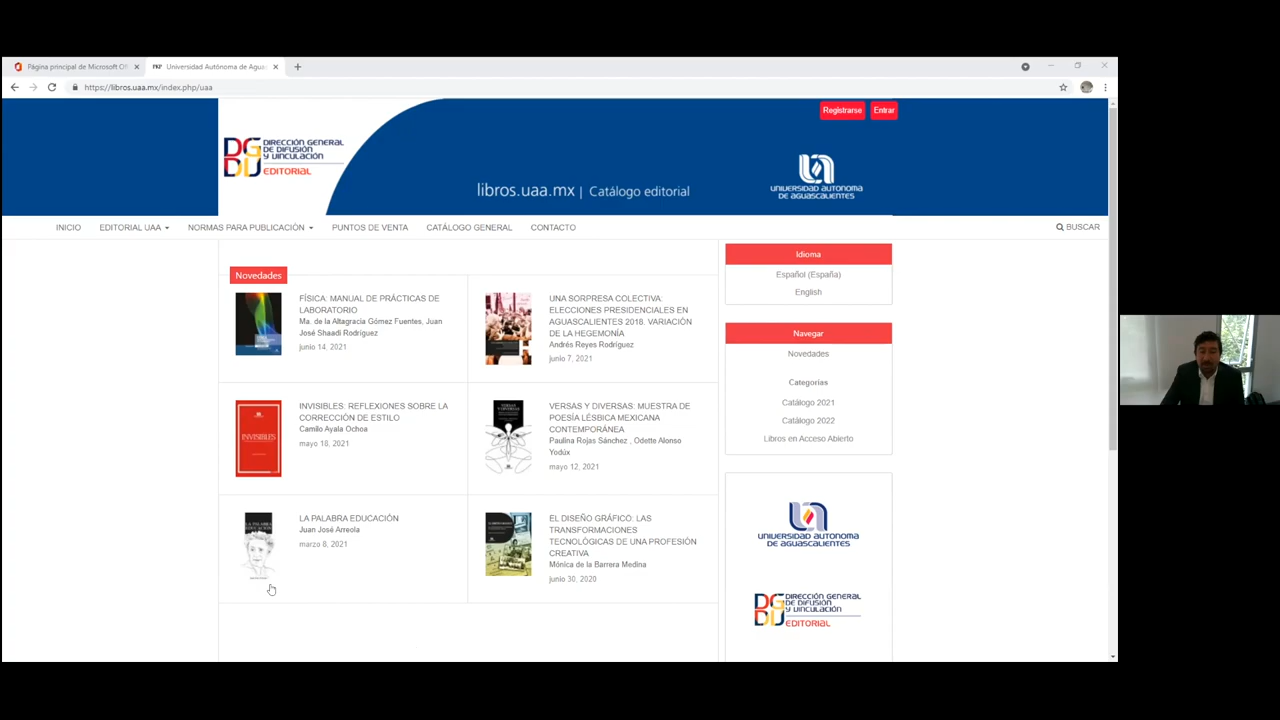 Página principal de Microsoft Of
PKP Universidad Autónoma de Agua
https://libros.uaa.mx/index.php/uaa
Registrarse Entrar
DIRECCIÓN GENERAL
DE DIFUSIÓN
Y VINCULACIÓN
EDITORIAL
libros.uaa.mx | Catálogo editorial
UNIVERSIDAD AUTONOMA
DE AGUASCALIENTES
INICIO EDITORIAL UAA NORMAS PARA PUBLICACIÓN PUNTOS DE VENTA CATÁLOGO GENERAL CONTACTO BUSCAR
Novedades
FÍSICA. MANUAL DE PRÁCTICAS DE
LABORATORIO
Ma. de la Altagracia Gómez Fuentes, Juan
José Shaadi Rodríguez
junio 14, 2021
UNA SORPRESA COLECTIVA:
ELECCIONES PRESIDENCIALES EN
AGUASCALIENTES 2018. VARIACIÓN
DE LA HEGEMONÍA
Andrés Reyes Rodríguez
junio 7, 2021
INVISIBLES
INVISIBLES: REFLEXIONES SOBRE LA
CORRECCIÓN DE ESTILO
Camilo Ayala Ochoa
mayo 18, 2021
VERSAS Y DIVERSAS: MUESTRA DE
POESÍA LÉSBICA MEXICANA
CONTEMPORÁNEA
Paulina Rojas Sánchez , Odette Alonso
Yodúx
mayo 12, 2021
LA PALABRA EDUCACIÓN
Juan José Arreola
marzo 8, 2021
EL DISEÑO GRÁFICO: LAS
TRANSFORMACIONES
TECNOLÓGICAS DE UNA PROFESIÓN
CREATIVA
Mónica de la Barrera Medina
junio 30, 2020
Idioma
Español (España)
English
Navegar
Novedades
Categorías
Catálogo 2021
Catálogo 2022
Libros en Acceso Abierto
UNIVERSIDAD AUTONOMA
DE AGUASCALIENTES
DIRECCIÓN GENERAL
DE DIFUSIÓN
Y VINCULACIÓN
EDITORIAL